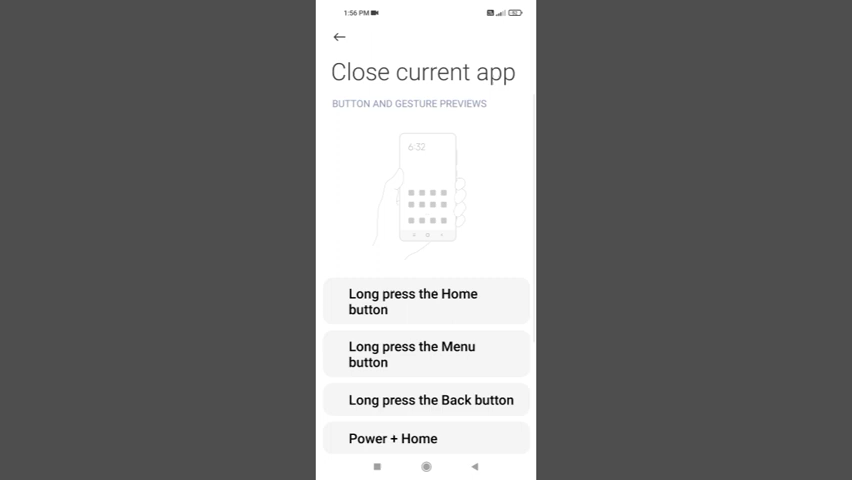 1:56 PM
Close current app
BUTTON AND GESTURE PREVIEWS
6:32
Long press the Home
button
Long press the Menu
button
Long press the Back button
Power + Home